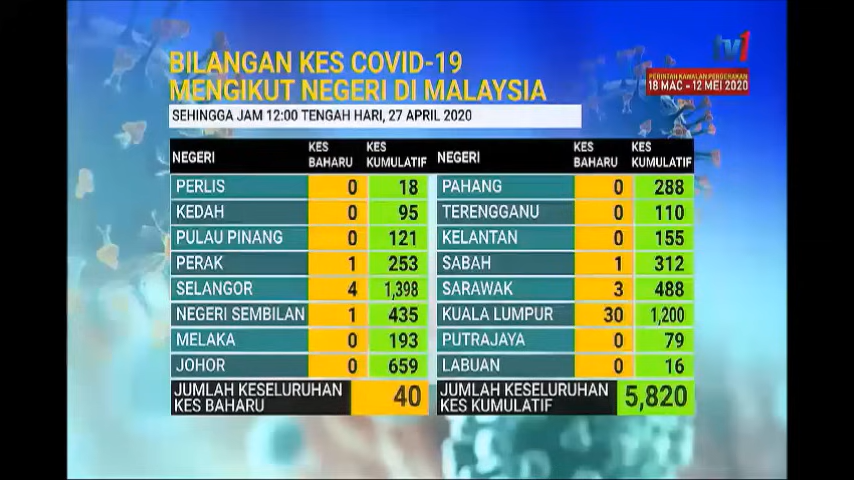 tv1
BILANGAN KES COVID-19
MENGIKUT NEGERI DI MALAYSIA
PERINTAH KAWALAN PERGERAKAN
18 MAC - 12 MEI 2020
SEHINGGA JAM 12:00 TENGAH HARI, 27 APRIL 2020
NEGERI KES BAHARU KES KUMULATIF NEGERI KES BAHARU KES KUMULATIF
PERLIS 0 18 PAHANG 0 288
KEDAH 0 95 TERENGGANU 0 110
PULAU PINANG 0 121 KELANTAN 0 155
PERAK 1 253 SABAH 1 312
SELANGOR 4 1,398 SARAWAK 3 488
NEGERI SEMBILAN 1 435 KUALA LUMPUR 30 1,200
MELAKA 0 193 PUTRAJAYA 0 79
JOHOR 0 659 LABUAN 0 16
JUMLAH KESELURUHAN KES BAHARU 40 JUMLAH KESELURUHAN KES KUMULATIF 5,820